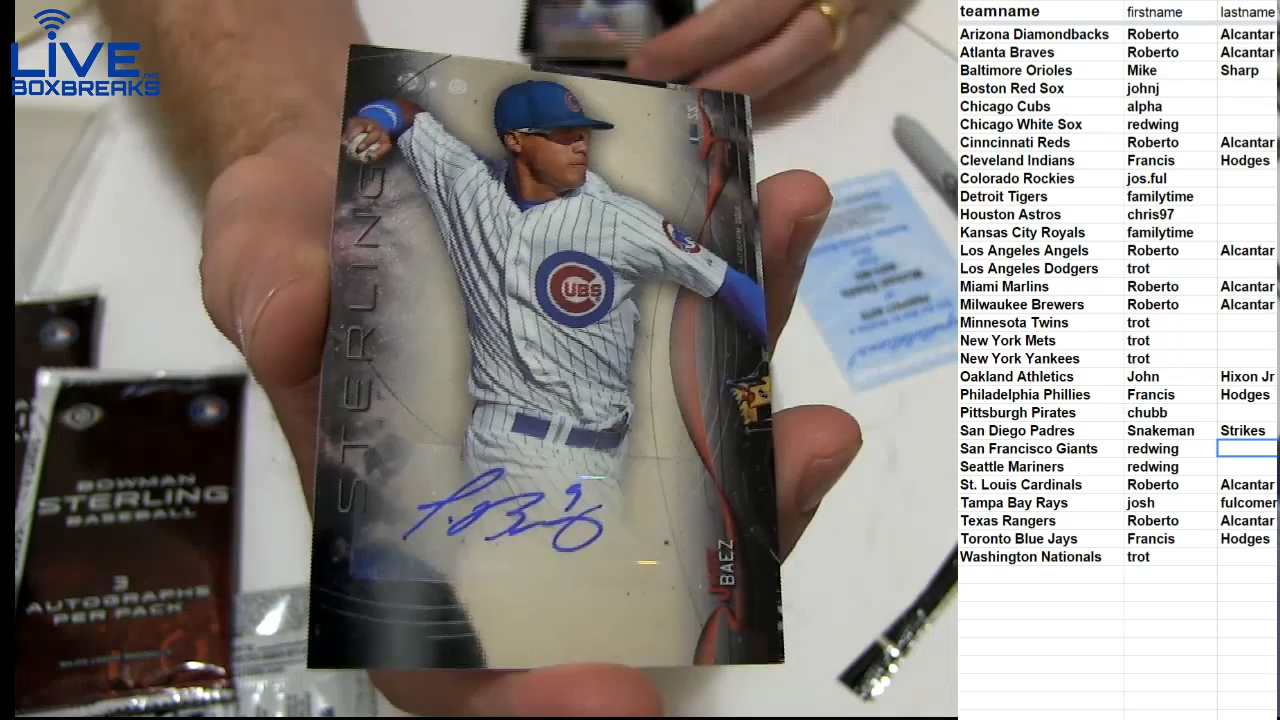 LIVE.net
BOXBREAKS
STERLING
CUBS
J. BAEZ
BOWMAN
STERLING
BASEBALL
3
AUTOGRAPHS
PER PACK
teamname firstname lastname
Arizona Diamondbacks Roberto Alcantar
Atlanta Braves Roberto Alcantar
Baltimore Orioles Mike Sharp
Boston Red Sox johnj
Chicago Cubs alpha
Chicago White Sox redwing
Cinncinnati Reds Roberto Alcantar
Cleveland Indians Francis Hodges
Colorado Rockies jos.ful
Detroit Tigers familytime
Houston Astros chris97
Kansas City Royals familytime
Los Angeles Angels Roberto Alcantar
Los Angeles Dodgers trot
Miami Marlins Roberto Alcantar
Milwaukee Brewers Roberto Alcantar
Minnesota Twins trot
New York Mets trot
New York Yankees trot
Oakland Athletics John Hixon Jr
Philadelphia Phillies Francis Hodges
Pittsburgh Pirates chubb
San Diego Padres Snakeman Strikes
San Francisco Giants redwing
Seattle Mariners redwing
St. Louis Cardinals Roberto Alcantar
Tampa Bay Rays josh fulcomer
Texas Rangers Roberto Alcantar
Toronto Blue Jays Francis Hodges
Washington Nationals trot